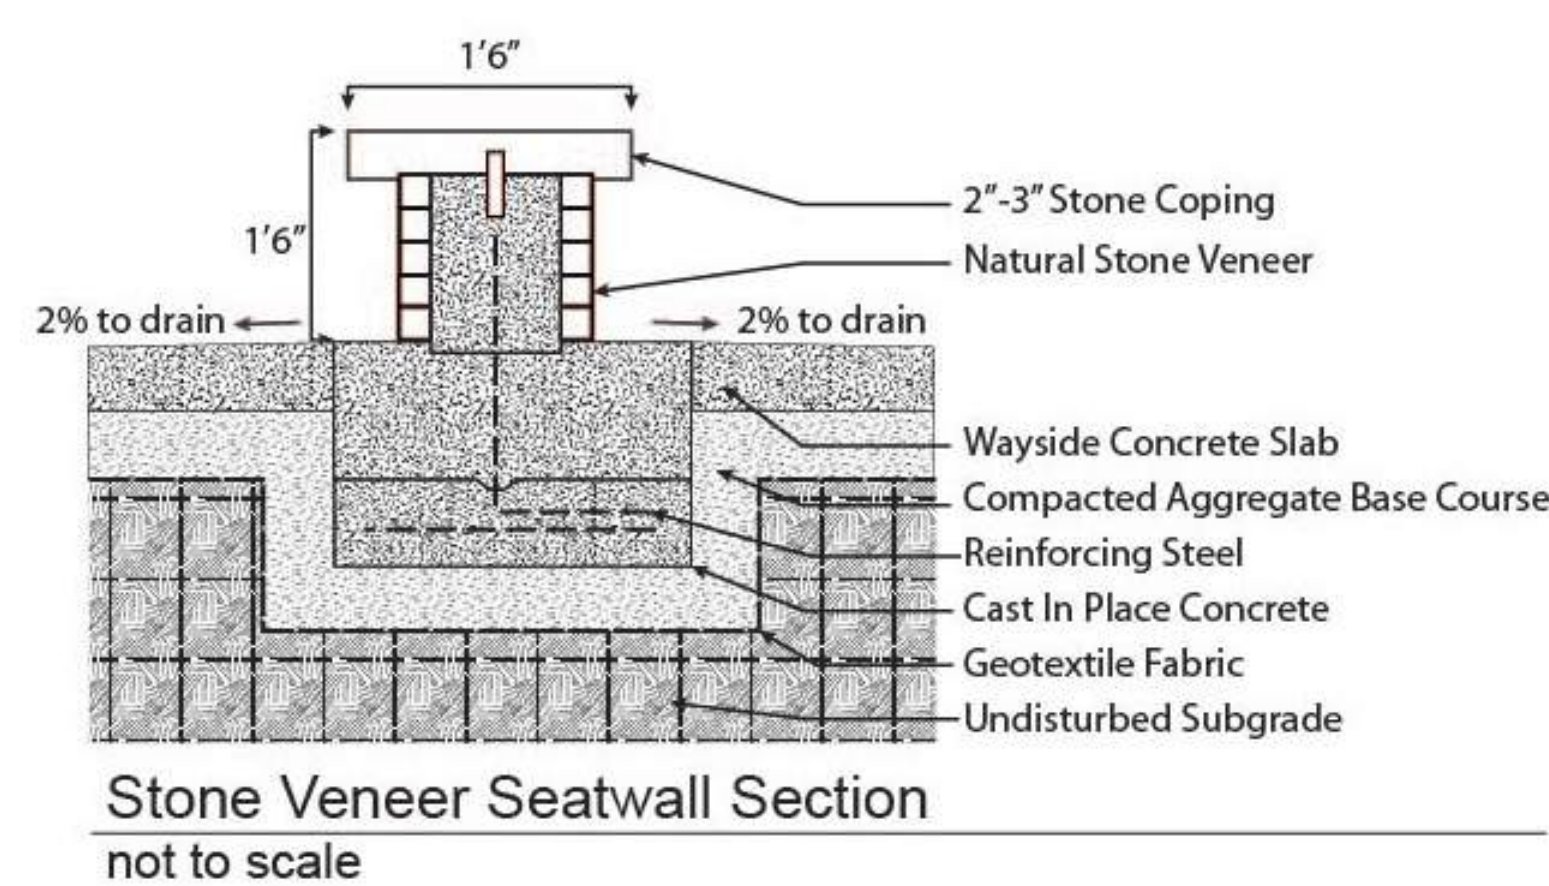 1'6"
2"-3" Stone Coping
1'6"
Natural Stone Veneer
2% to drain
2% to drain
Wayside Concrete Slab
Compacted Aggregate Base Course
Reinforcing Steel
Cast In Place Concrete
Geotextile Fabric
Undisturbed Subgrade
Stone Veneer Seatwall Section
not to scale